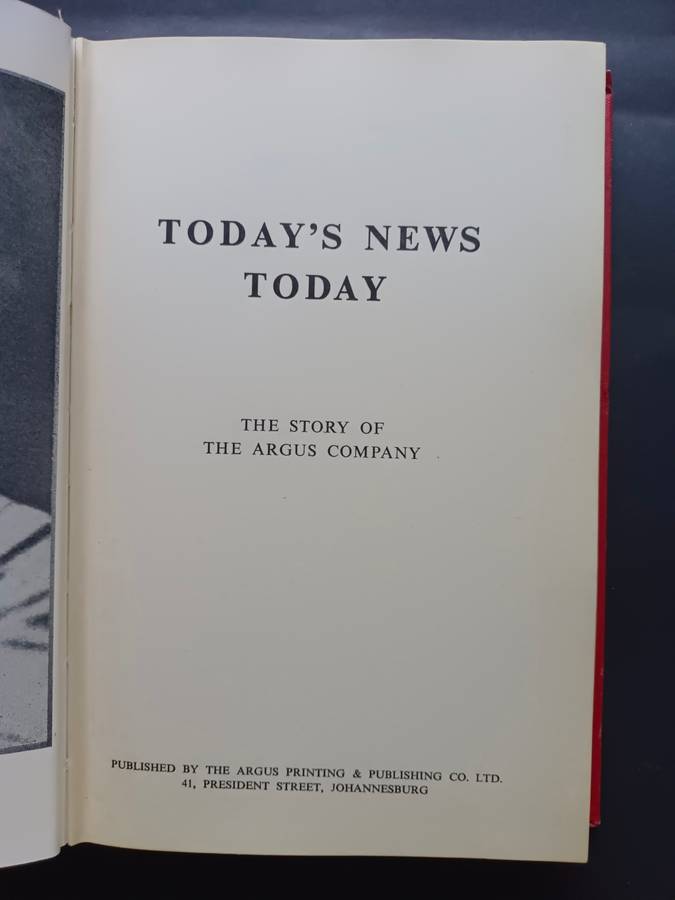 TODAY'S NEWS
TODAY
THE STORY OF
THE ARGUS COMPANY
PUBLISHED BY THE ARGUS PRINTING & PUBLISHING CO. LTD.
41, PRESIDENT STREET, JOHANNESBURG